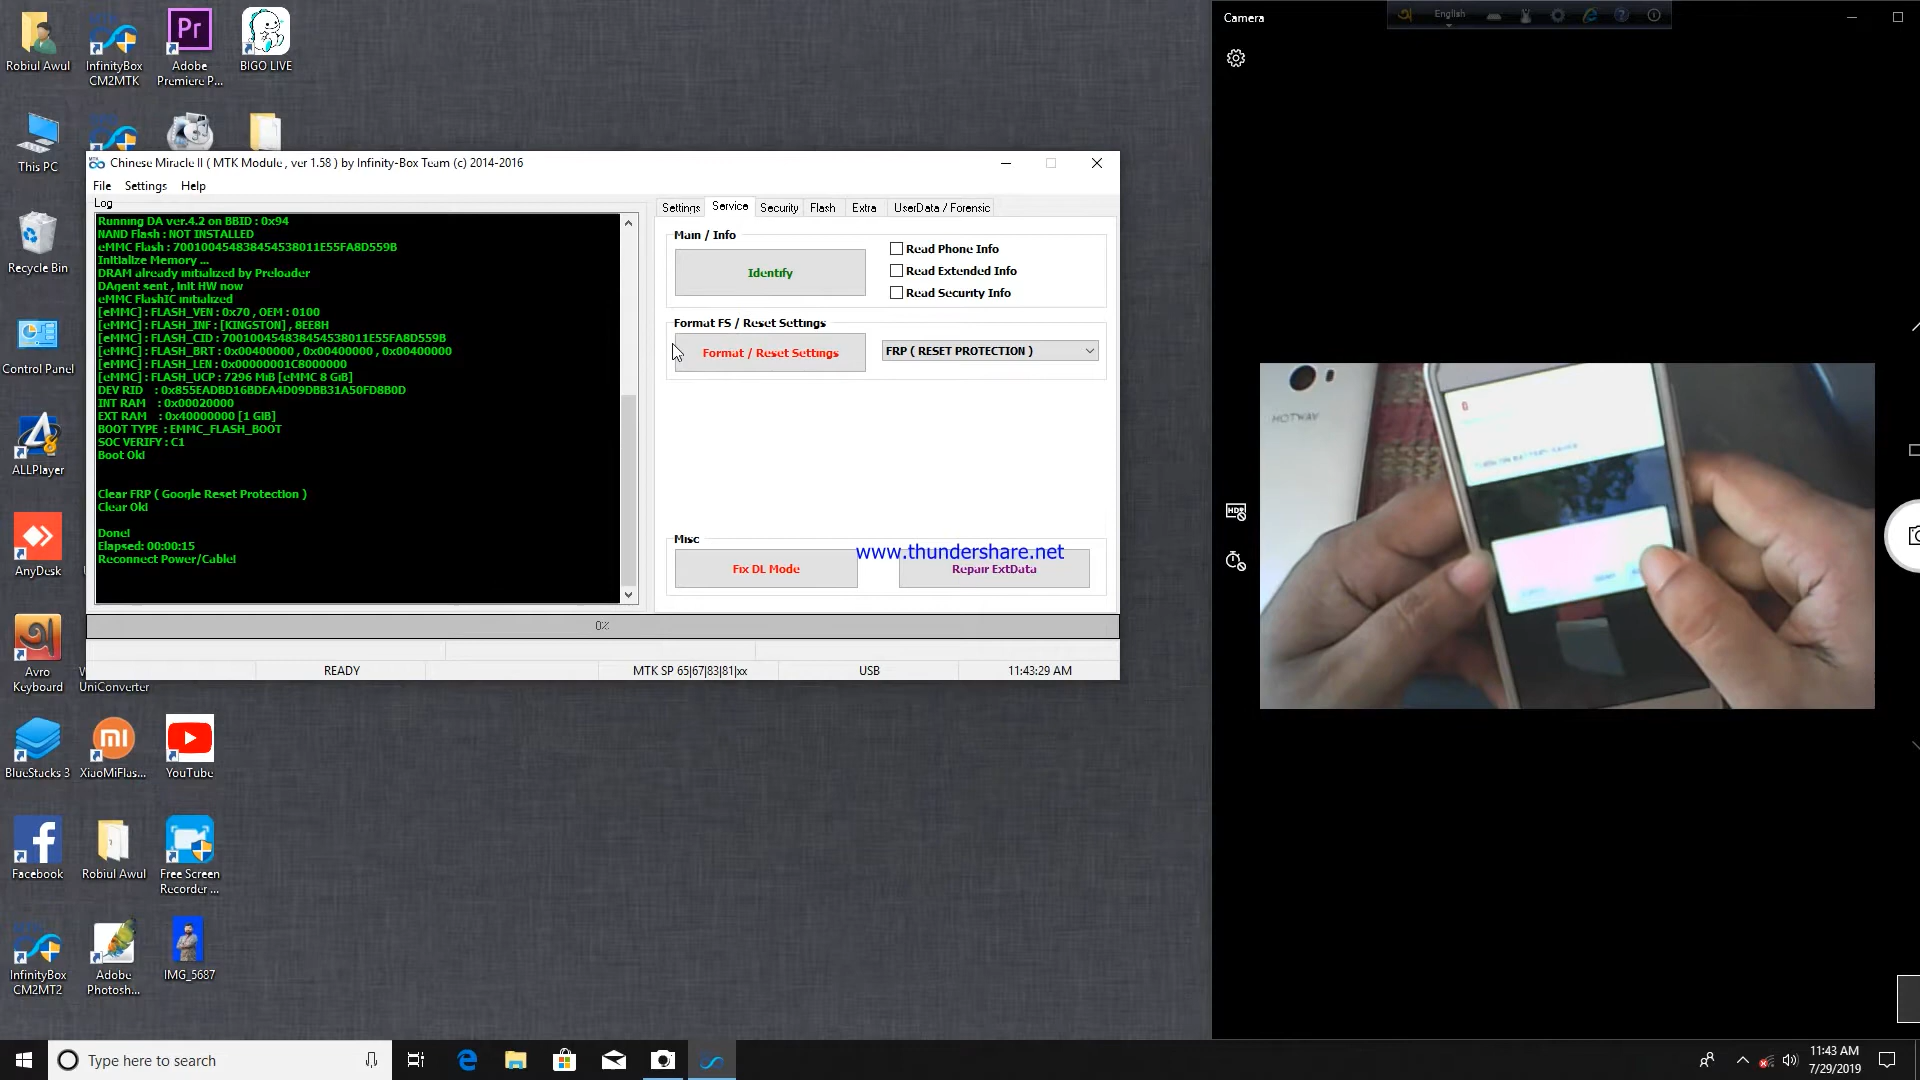 Robiul Awul
InfinityBox
CM2MTK
Adobe
Premiere P...
BIGO LIVE
This PC
Recycle Bin
Control Panel
ALLPlayer
AnyDesk
Avro
Keyboard
UniConverter
BlueStacks 3
XiaoMiFlas...
YouTube
Facebook
Robiul Awul
Free Screen
Recorder ...
InfinityBox
CM2MT2
Adobe
Photosh...
IMG_5687
Chinese Miracle II ( MTK Module , ver 1.58 ) by Infinity-Box Team (c) 2014-2016
File
Settings
Help
Log
Running DA ver.4.2 on BBID : 0x94
NAND Flash : NOT INSTALLED
eMMC Flash : 700100454838454538011E55FA8D559B
Initialize Memory ...
DRAM already initialized by Preloader
DAgent sent , init HW now
eMMC FlashIC initialized
[eMMC] : FLASH_VEN : 0x70 , OEM : 0100
[eMMC] : FLASH_INF : [KINGSTON] , 8EE8H
[eMMC] : FLASH_CID : 700100454838454538011E55FA8D559B
[eMMC] : FLASH_BRT : 0x00400000 , 0x00400000 , 0x00400000
[eMMC] : FLASH_LEN : 0x00000001C8000000
[eMMC] : FLASH_UCP : 7296 MiB [eMMC 8 GiB]
DEV RID : 0x855EADBD16BDEA4D09DBB31A50FD8B0D
INT RAM : 0x00020000
EXT RAM : 0x40000000 [1 GiB]
BOOT TYPE : EMMC_FLASH_BOOT
SOC VERIFY : C1
Boot Ok!
Clear FRP ( Google Reset Protection )
Clear Ok!
Done!
Elapsed: 00:00:15
Reconnect Power/Cable!
Settings
Service
Security
Flash
Extra
UserData / Forensic
Main / Info
Identify
Read Phone Info
Read Extended Info
Read Security Info
Format FS / Reset Settings
Format / Reset Settings
FRP ( RESET PROTECTION )
Misc
www.thundershare.net
Fix DL Mode
Repair ExtData
0%
READY
MTK SP 65|67|83|81|xx
USB
11:43:29 AM
Camera
English
HOTWAV
Type here to search
11:43 AM
7/29/2019